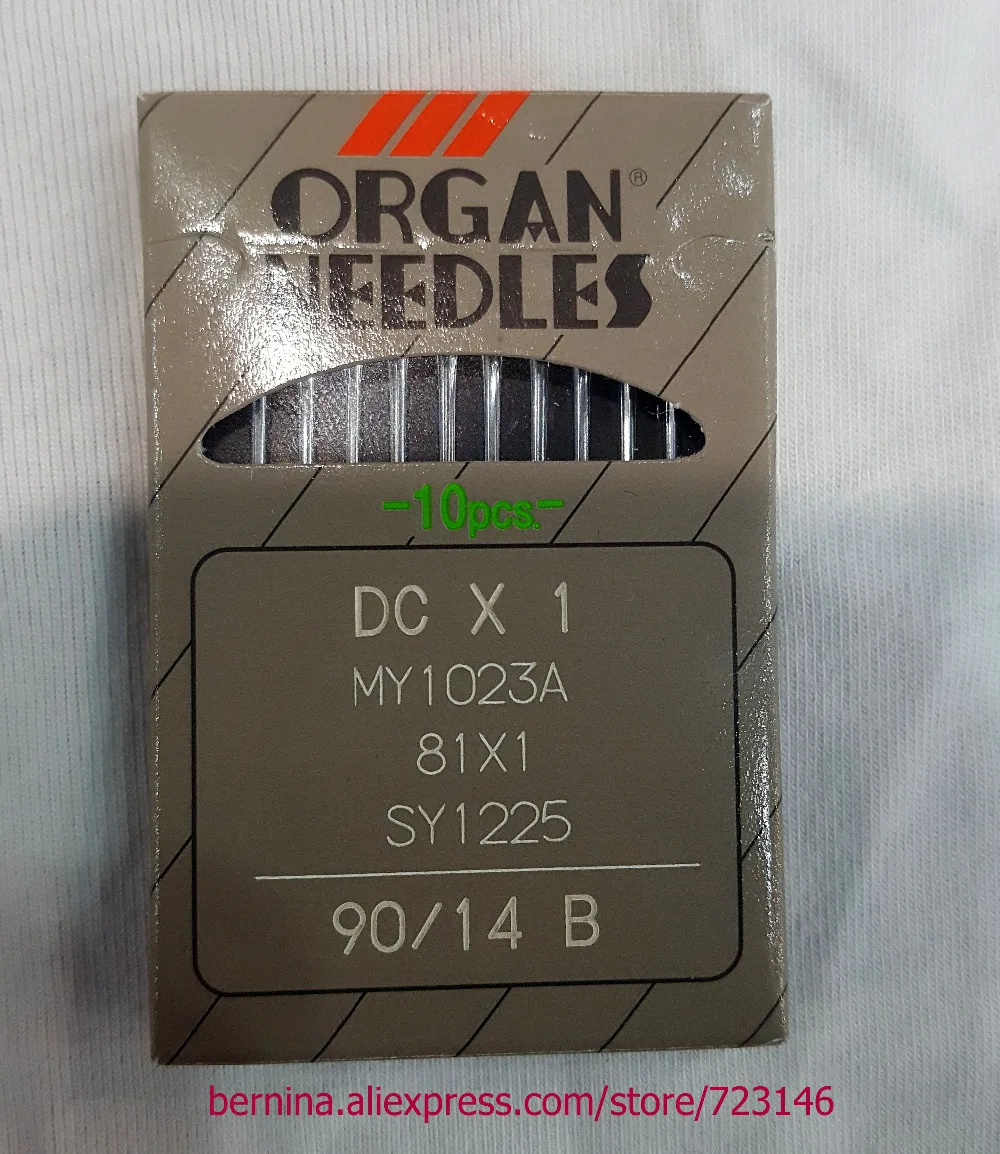 ORGAN®
NEEDLES
-10pcs.-
DC X 1
MY1023A
81X1
SY1225
90/14 B
bernina.aliexpress.com/store/723146